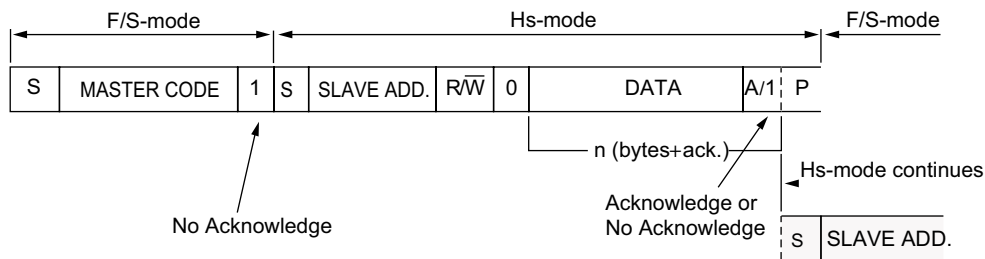 F/S-mode Hs-mode F/S-mode
S MASTER CODE 1 S SLAVE ADD. R/W̅ 0 DATA A/1 P
n (bytes+ack.)
Hs-mode continues
No Acknowledge
Acknowledge or
No Acknowledge
S SLAVE ADD.